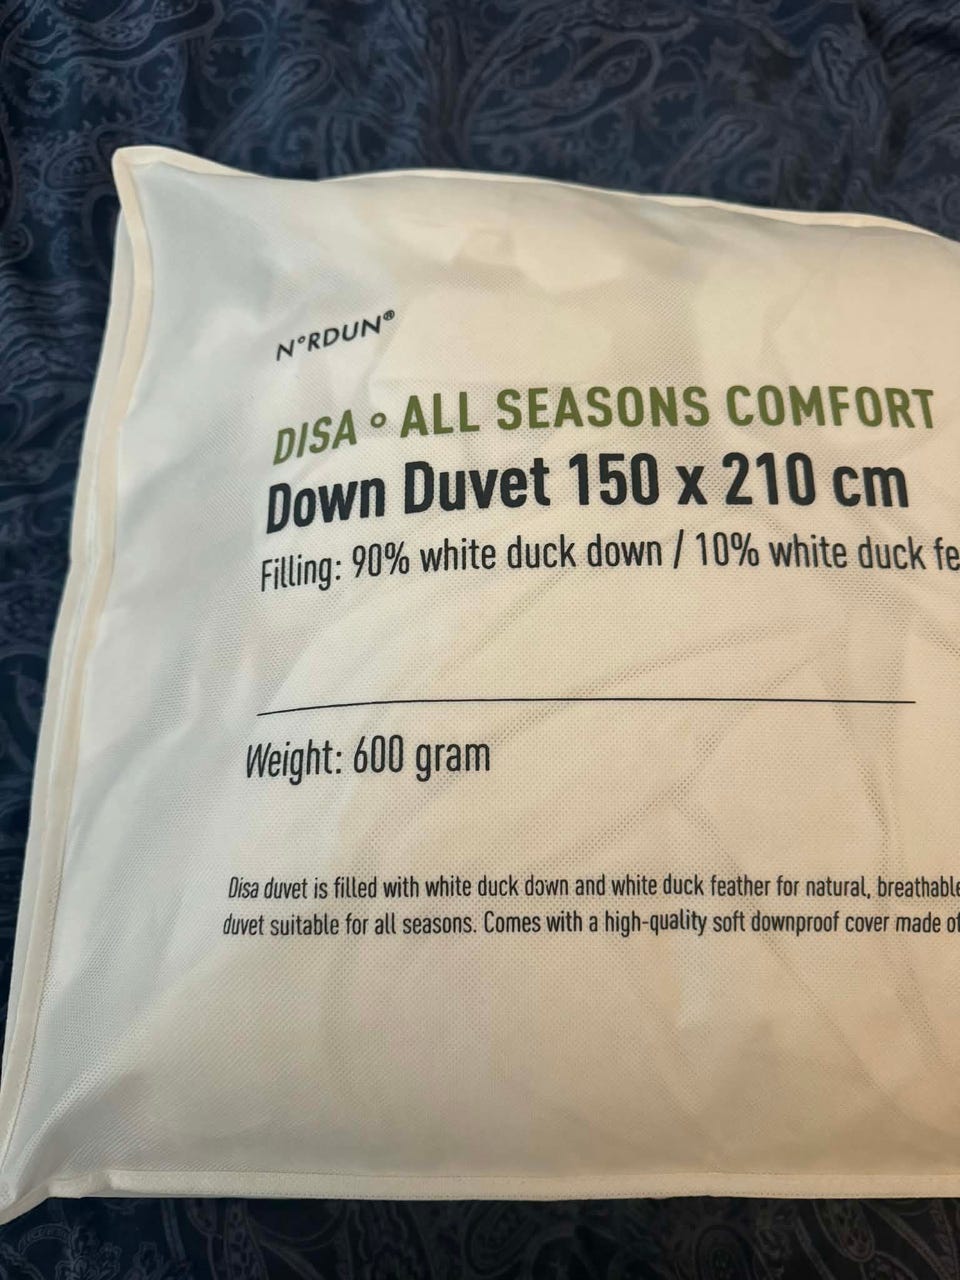 N°RDUN®
DISA ° ALL SEASONS COMFORT
Down Duvet 150 x 210 cm
Filling: 90% white duck down / 10% white duck fe
Weight: 600 gram
Disa duvet is filled with white duck down and white duck feather for natural, breathable
duvet suitable for all seasons. Comes with a high-quality soft downproof cover made of